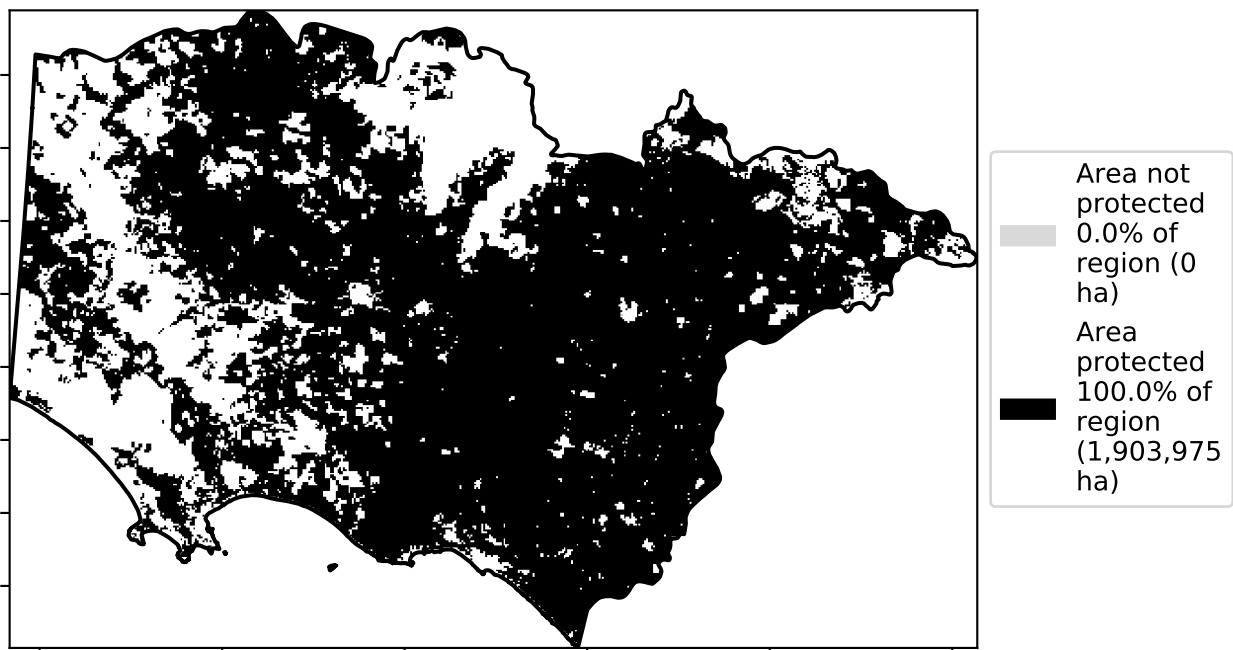 Area not
protected
0.0% of
region (0
ha)
Area
protected
100.0% of
region
(1,903,975
ha)